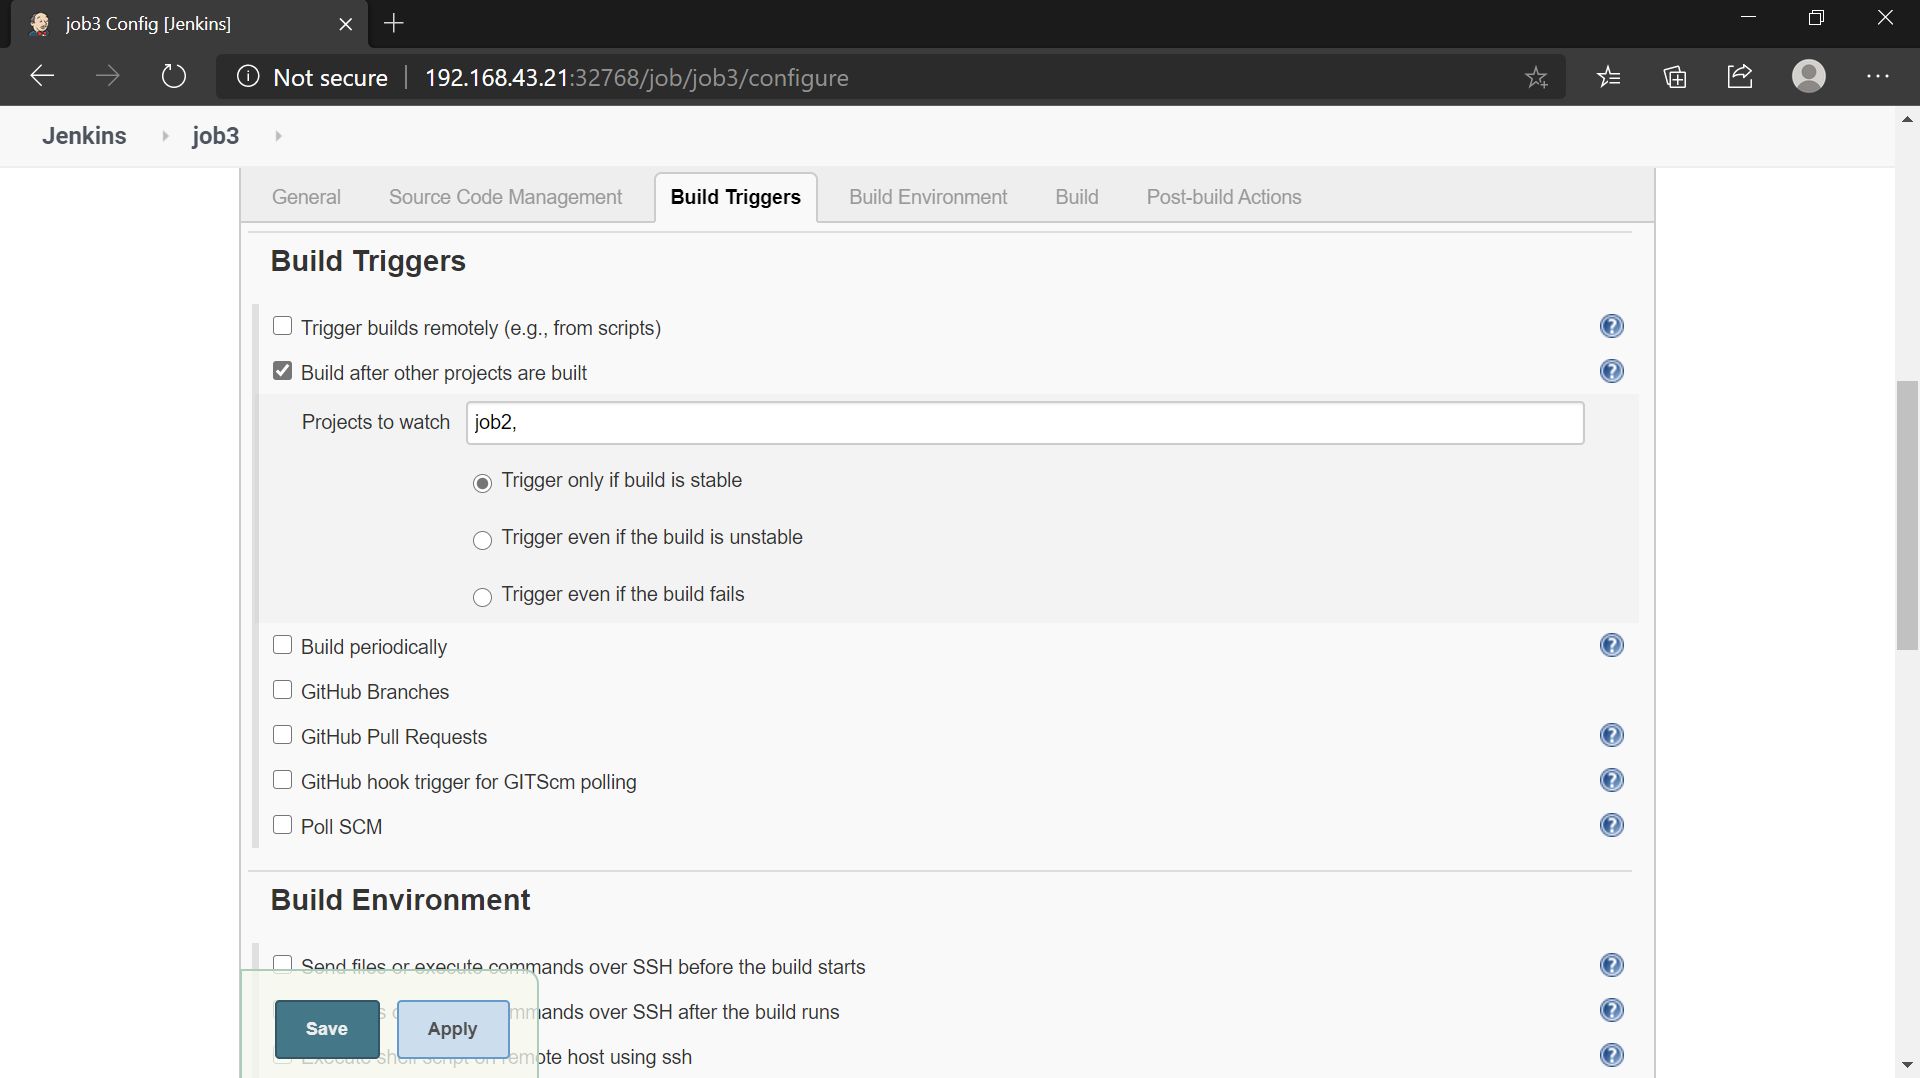 job3 Config [Jenkins]
Not secure 192.168.43.21:32768/job/job3/configure
Jenkins job3
General Source Code Management Build Triggers Build Environment Build Post-build Actions
Build Triggers
Trigger builds remotely (e.g., from scripts)
Build after other projects are built
Projects to watch job2,
Trigger only if build is stable
Trigger even if the build is unstable
Trigger even if the build fails
Build periodically
GitHub Branches
GitHub Pull Requests
GitHub hook trigger for GITScm polling
Poll SCM
Build Environment
Send files or execute commands over SSH before the build starts
mmands over SSH after the build runs
Save Apply
Execute shell script on remote host using ssh